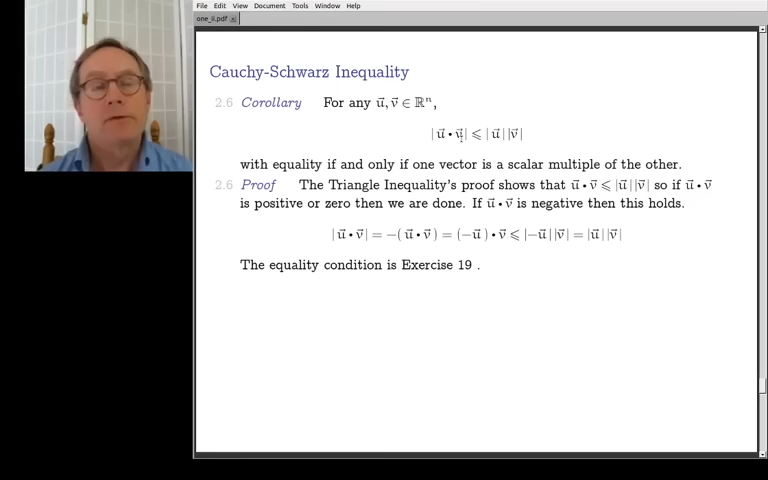 File Edit View Document Tools Window Help
one_ii.pdf
Cauchy-Schwarz Inequality
2.6 Corollary For any u⃗, v⃗ ∈ ℝⁿ,
| u⃗ • v⃗ | ⩽ | u⃗ | | v⃗ |
with equality if and only if one vector is a scalar multiple of the other.
2.6 Proof The Triangle Inequality's proof shows that u⃗ • v⃗ ⩽ | u⃗ | | v⃗ | so if u⃗ • v⃗
is positive or zero then we are done. If u⃗ • v⃗ is negative then this holds.
| u⃗ • v⃗ | = −( u⃗ • v⃗ ) = (−u⃗ ) • v⃗ ⩽ | −u⃗ | | v⃗ | = | u⃗ | | v⃗ |
The equality condition is Exercise 19 .